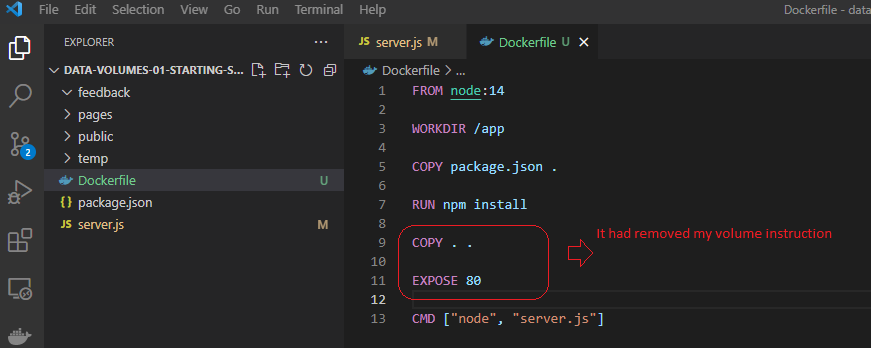 File Edit Selection View Go Run Terminal Help
Dockerfile - data
EXPLORER ...
DATA-VOLUMES-01-STARTING-S...
feedback
pages
public
temp
Dockerfile U
{ } package.json
JS server.js M
2
JS server.js M Dockerfile U
Dockerfile > ...
1 FROM node:14
2
3 WORKDIR /app
4
5 COPY package.json .
6
7 RUN npm install
8
9 COPY . .
10
11 EXPOSE 80
12
13 CMD ["node", "server.js"]
It had removed my volume instruction